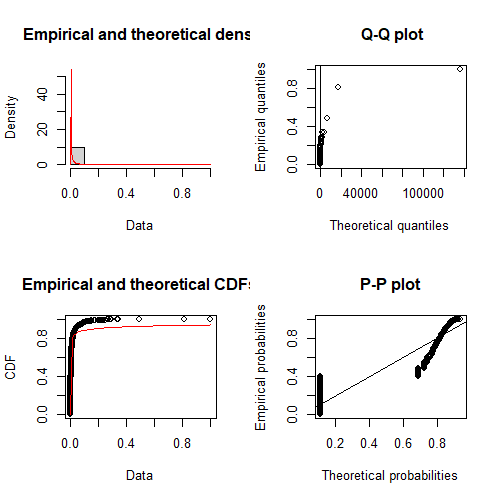 Empirical and theoretical dens
Density
0 20 40
0.0 0.4 0.8
Data
Q-Q plot
Empirical quantiles
0.0 0.4 0.8
0 40000 100000
Theoretical quantiles
Empirical and theoretical CDFs
CDF
0.0 0.4 0.8
0.0 0.4 0.8
Data
P-P plot
Empirical probabilities
0.0 0.4 0.8
0.2 0.4 0.6 0.8
Theoretical probabilities